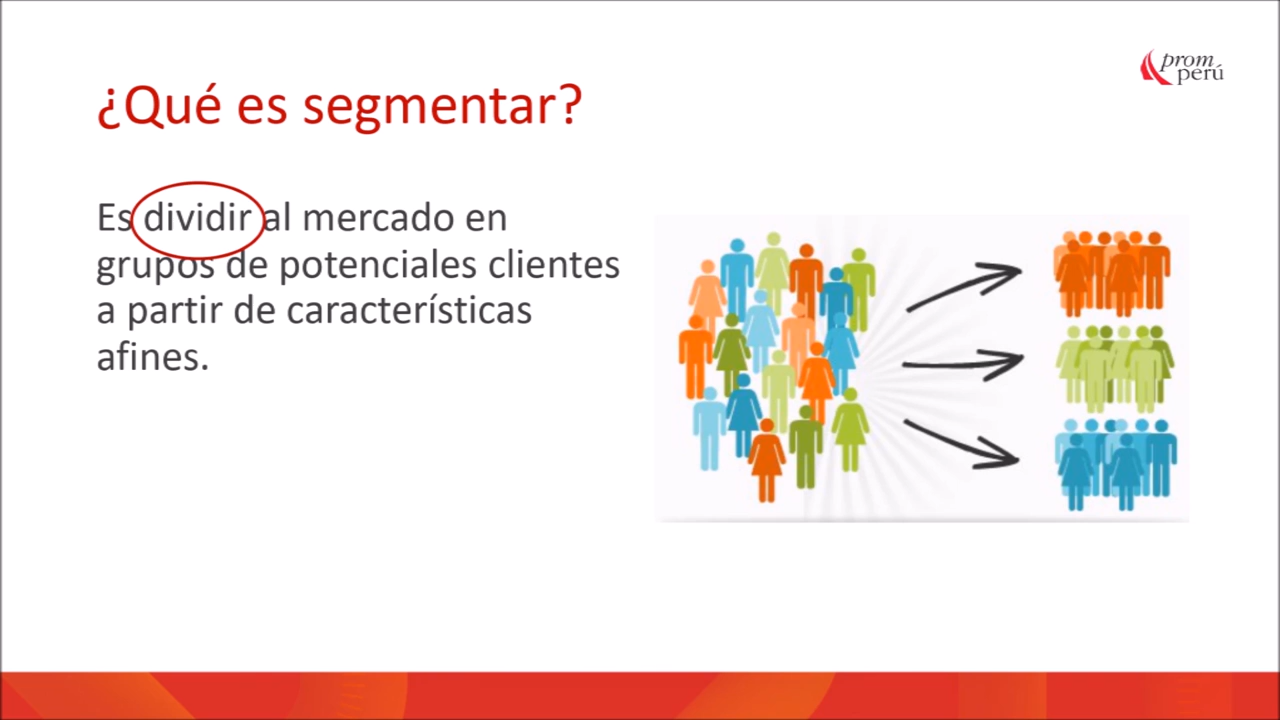 prom
perú
¿Qué es segmentar?
Es dividir al mercado en
grupos de potenciales clientes
a partir de características
afines.